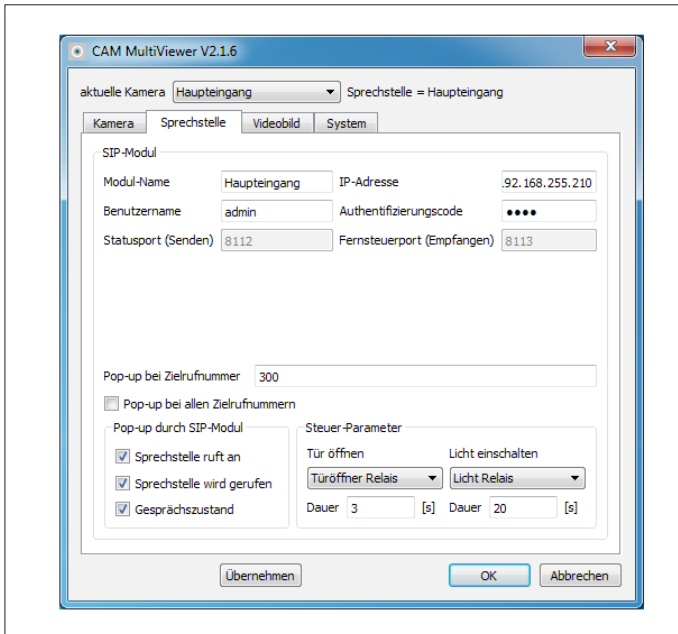 CAM MultiViewer V2.1.6
aktuelle Kamera Haupteingang Sprechstelle = Haupteingang
Kamera Sprechstelle Videobild System
SIP-Modul
Modul-Name Haupteingang IP-Adresse .92.168.255.210
Benutzername admin Authentifizierungscode ••••
Statusport (Senden) 8112 Fernsteuerport (Empfangen) 8113
Pop-up bei Zielrufnummer 300
Pop-up bei allen Zielrufnummern
Pop-up durch SIP-Modul Steuer-Parameter
Tür öffnen Licht einschalten
Sprechstelle ruft an Türöffner Relais Licht Relais
Sprechstelle wird gerufen
Gesprächszustand Dauer 3 [s] Dauer 20 [s]
Übernehmen OK Abbrechen